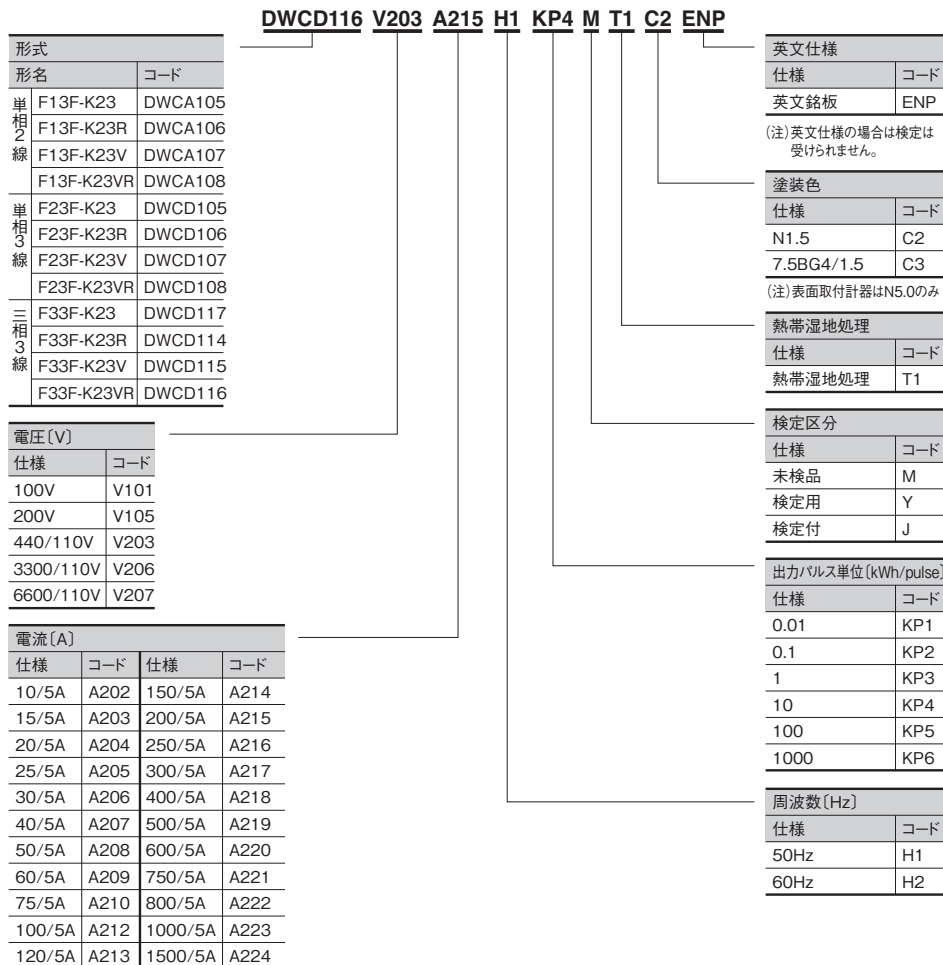 DWCD116 V203 A215 H1 KP4 M T1 C2 ENP
形式
形名 コード
単相2線
F13F-K23 DWCA105
F13F-K23R DWCA106
F13F-K23V DWCA107
F13F-K23VR DWCA108
単相3線
F23F-K23 DWCD105
F23F-K23R DWCD106
F23F-K23V DWCD107
F23F-K23VR DWCD108
三相3線
F33F-K23 DWCD117
F33F-K23R DWCD114
F33F-K23V DWCD115
F33F-K23VR DWCD116
電圧〔V〕
仕様 コード
100V V101
200V V105
440/110V V203
3300/110V V206
6600/110V V207
電流〔A〕
仕様 コード 仕様 コード
10/5A A202 150/5A A214
15/5A A203 200/5A A215
20/5A A204 250/5A A216
25/5A A205 300/5A A217
30/5A A206 400/5A A218
40/5A A207 500/5A A219
50/5A A208 600/5A A220
60/5A A209 750/5A A221
75/5A A210 800/5A A222
100/5A A212 1000/5A A223
120/5A A213 1500/5A A224
英文仕様
仕様 コード
英文銘板 ENP
(注)英文仕様の場合は検定は
受けられません。
塗装色
仕様 コード
N1.5 C2
7.5BG4/1.5 C3
(注)表面取付計器はN5.0のみ
熱帯湿地処理
仕様 コード
熱帯湿地処理 T1
検定区分
仕様 コード
未検品 M
検定用 Y
検定付 J
出力パルス単位〔kWh/pulse〕
仕様 コード
0.01 KP1
0.1 KP2
1 KP3
10 KP4
100 KP5
1000 KP6
周波数〔Hz〕
仕様 コード
50Hz H1
60Hz H2